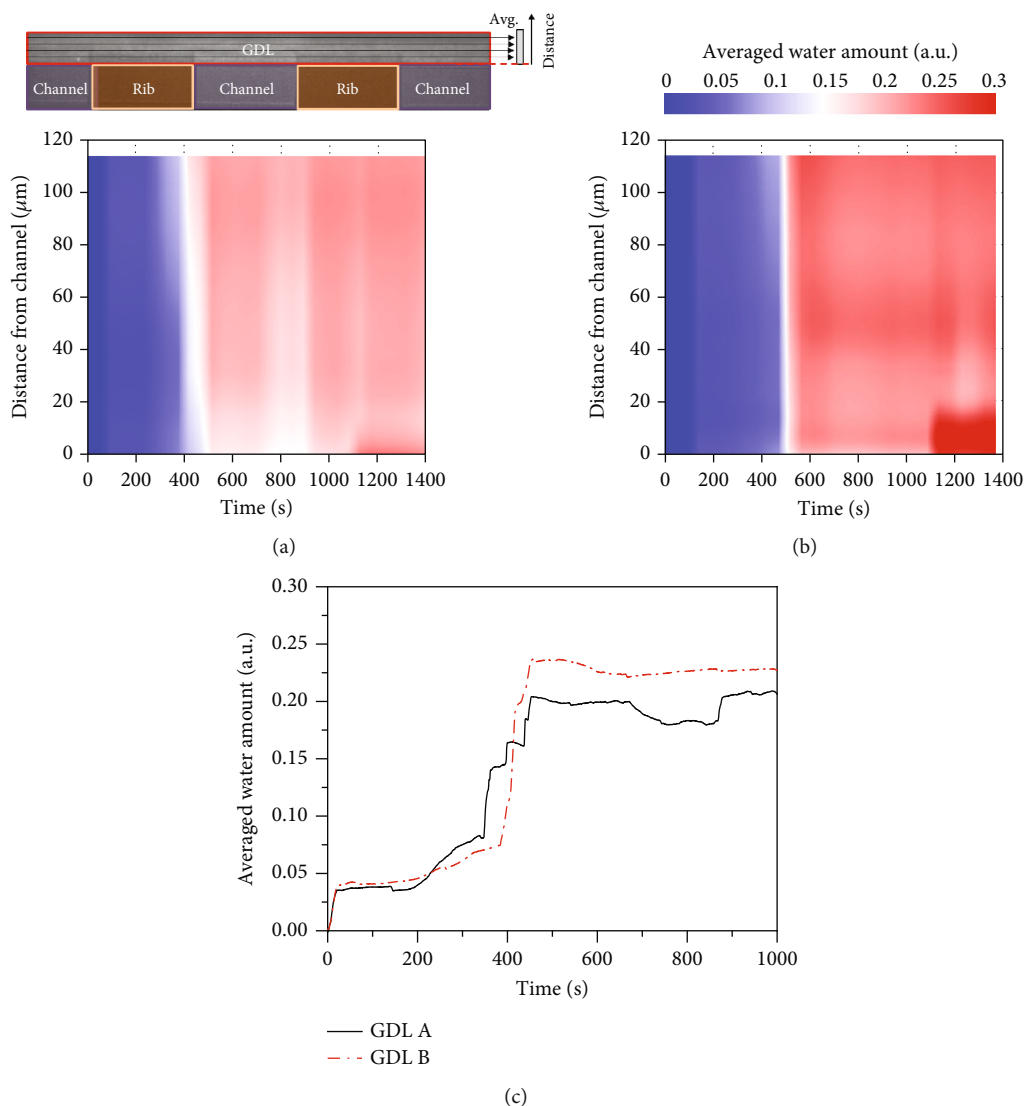 Avg.
Distance
GDL
Channel Rib Channel Rib Channel
Averaged water amount (a.u.)
0 0.05 0.1 0.15 0.2 0.25 0.3
120
100
80
60
40
20
0
Distance from channel (μm)
0 200 400 600 800 1000 1200 1400
Time (s)
(a)
120
100
80
60
40
20
0
Distance from channel (μm)
0 200 400 600 800 1000 1200 1400
Time (s)
(b)
0.30
0.25
0.20
0.15
0.10
0.05
0.00
Averaged water amount (a.u.)
0 200 400 600 800 1000
Time (s)
GDL A
GDL B
(c)